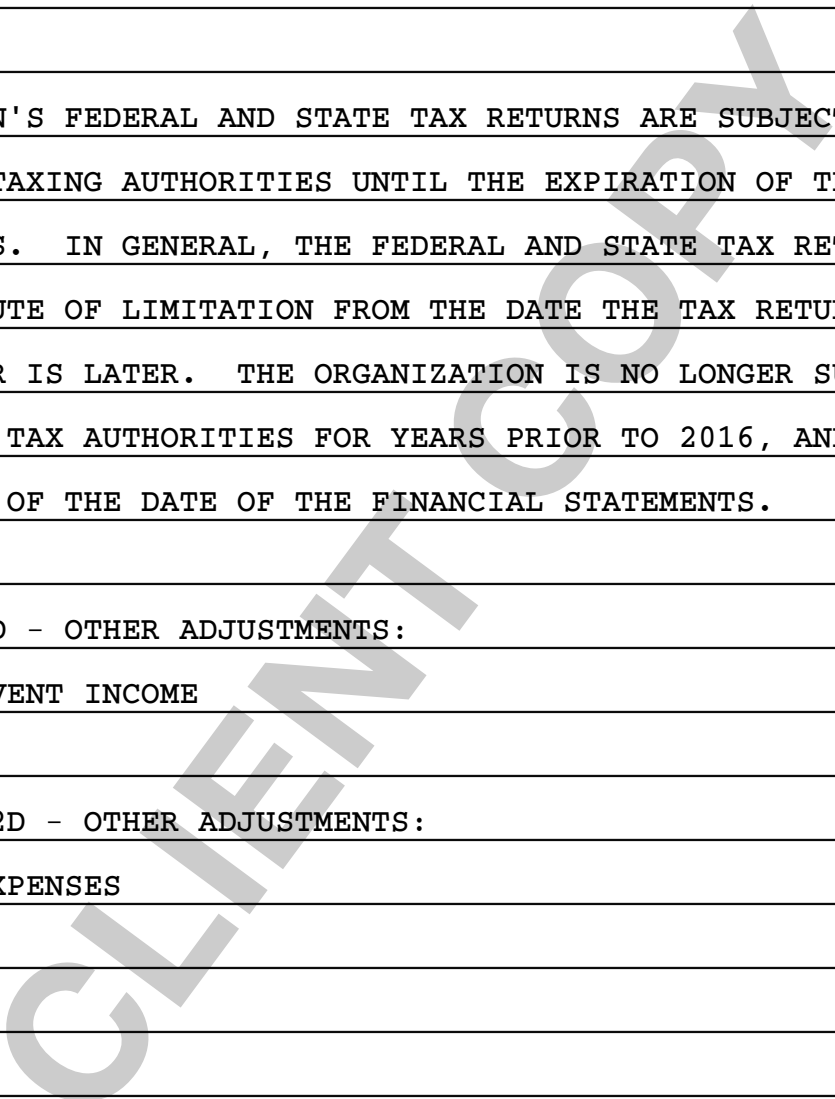 N'S FEDERAL AND STATE TAX RETURNS ARE SUBJECT
TAXING AUTHORITIES UNTIL THE EXPIRATION OF
S. IN GENERAL, THE FEDERAL AND STATE TAX
UTE OF LIMITATION FROM THE DATE THE TAX
R IS LATER. THE ORGANIZATION IS NO LONGER
TAX AUTHORITIES FOR YEARS PRIOR TO 2016,
OF THE DATE OF THE FINANCIAL STATEMENTS.
D - OTHER ADJUSTMENTS:
VENT INCOME
2D - OTHER ADJUSTMENTS:
XPENSES
CLIENT COPY